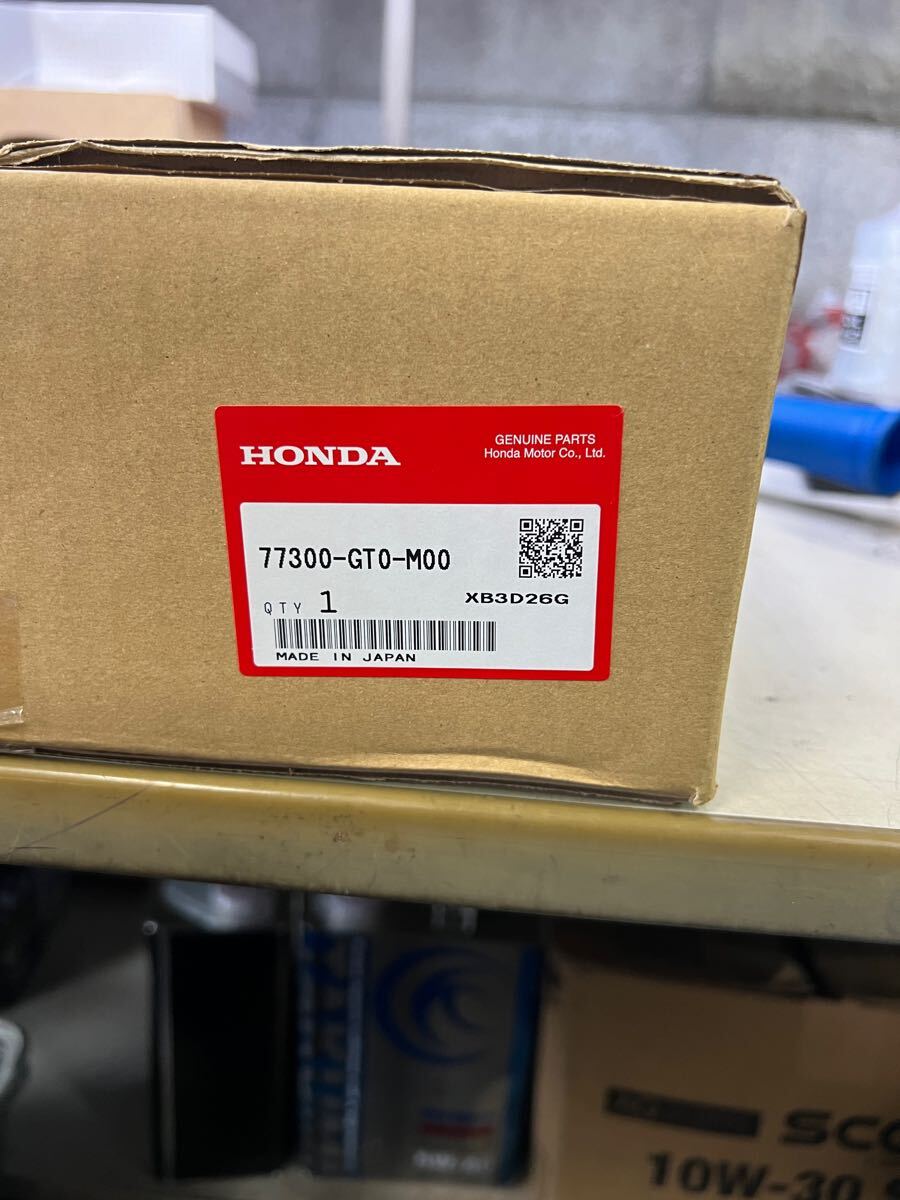 HONDA
GENUINE PARTS
Honda Motor Co., Ltd.
77300-GT0-M00
XB3D26G
QTY 1
MADE IN JAPAN
SCO
10W-30